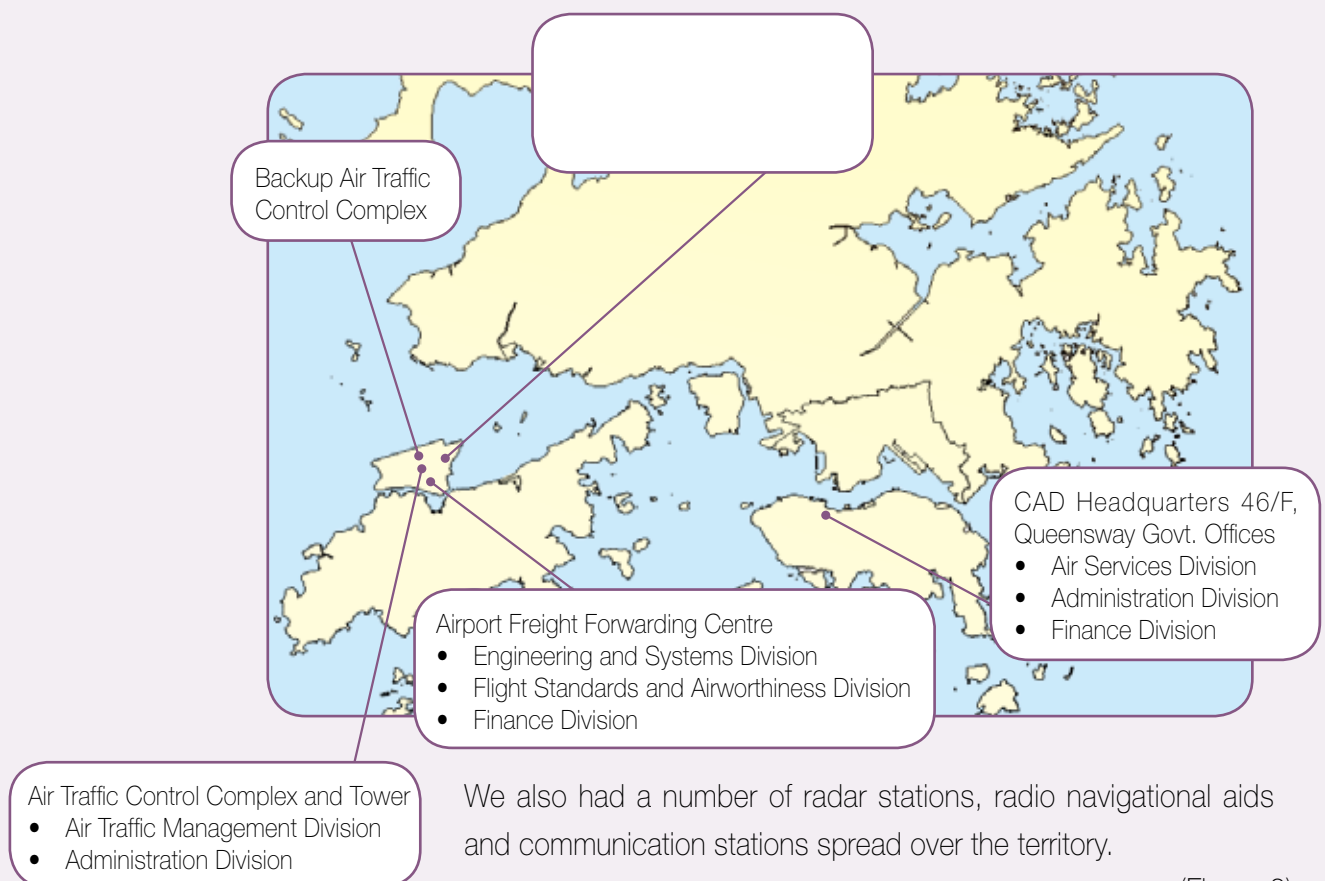 Backup Air Traffic
Control Complex
CAD Headquarters 46/F,
Queensway Govt. Offices
• Air Services Division
• Administration Division
• Finance Division
Airport Freight Forwarding Centre
• Engineering and Systems Division
• Flight Standards and Airworthiness Division
• Finance Division
Air Traffic Control Complex and Tower
• Air Traffic Management Division
• Administration Division
We also had a number of radar stations, radio navigational aids
and communication stations spread over the territory.